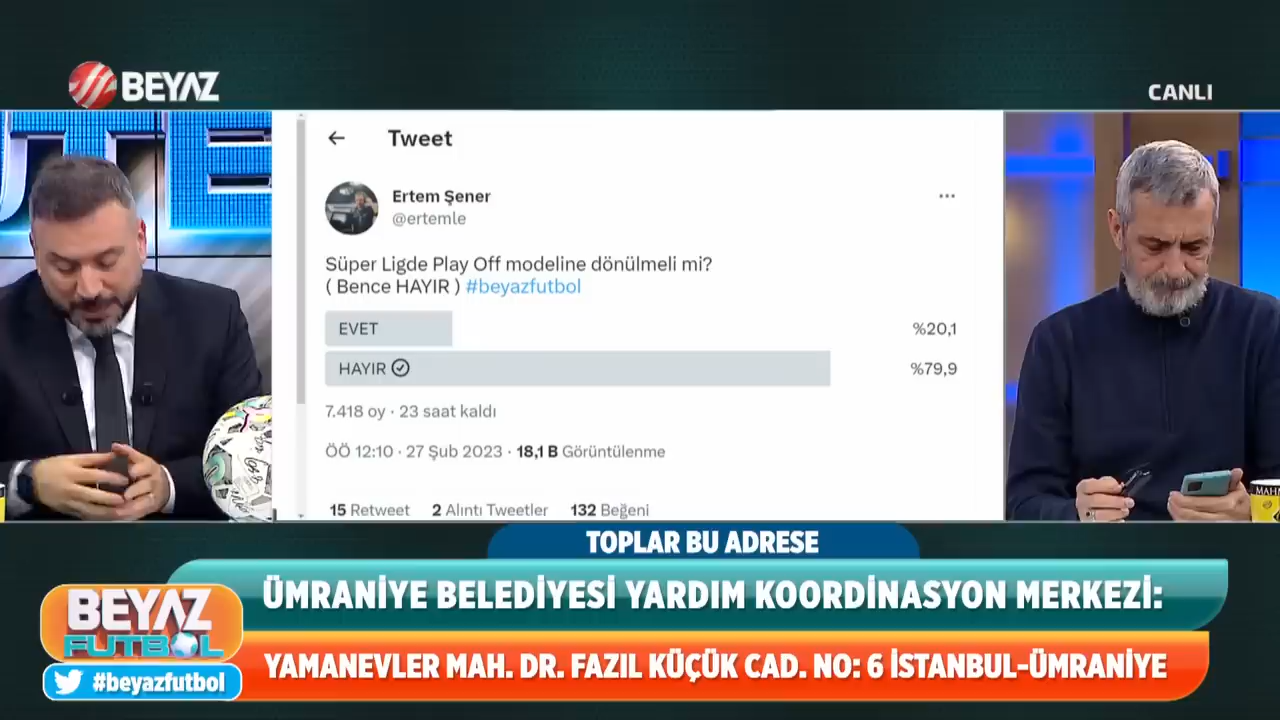 BEYAZ
CANLI
Tweet
Ertem Şener
@ertemle
Süper Ligde Play Off modeline dönülmeli mi?
( Bence HAYIR ) #beyazfutbol
EVET %20,1
HAYIR %79,9
7.418 oy · 23 saat kaldı
ÖÖ 12:10 · 27 Şub 2023 · 18,1 B Görüntülenme
15 Retweet 2 Alıntı Tweetler 132 Beğeni
TOPLAR BU ADRESE
ÜMRANİYE BELEDİYESİ YARDIM KOORDİNASYON MERKEZİ:
YAMANEVLER MAH. DR. FAZIL KÜÇÜK CAD. NO: 6 İSTANBUL-ÜMRANİYE
BEYAZ
FUTBOL
#beyazfutbol